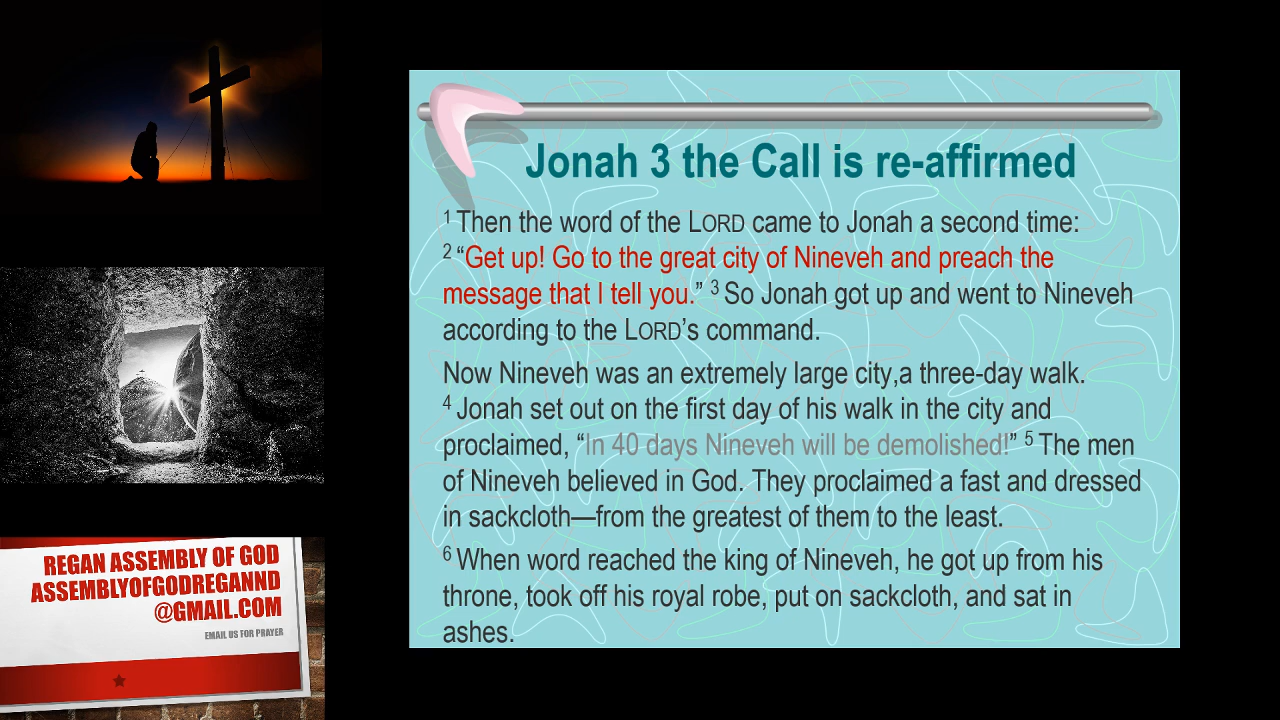 Jonah 3 the Call is re-affirmed
1 Then the word of the LORD came to Jonah a second time:
2 “Get up! Go to the great city of Nineveh and preach the
message that I tell you.” 3 So Jonah got up and went to Nineveh
according to the LORD’s command.
Now Nineveh was an extremely large city,a three-day walk.
4 Jonah set out on the first day of his walk in the city and
proclaimed, “In 40 days Nineveh will be demolished!” 5 The men
of Nineveh believed in God. They proclaimed a fast and dressed
in sackcloth—from the greatest of them to the least.
6 When word reached the king of Nineveh, he got up from his
throne, took off his royal robe, put on sackcloth, and sat in
ashes.
REGAN ASSEMBLY OF GOD
ASSEMBLYOFGODREGANND
@GMAIL.COM
EMAIL US FOR PRAYER